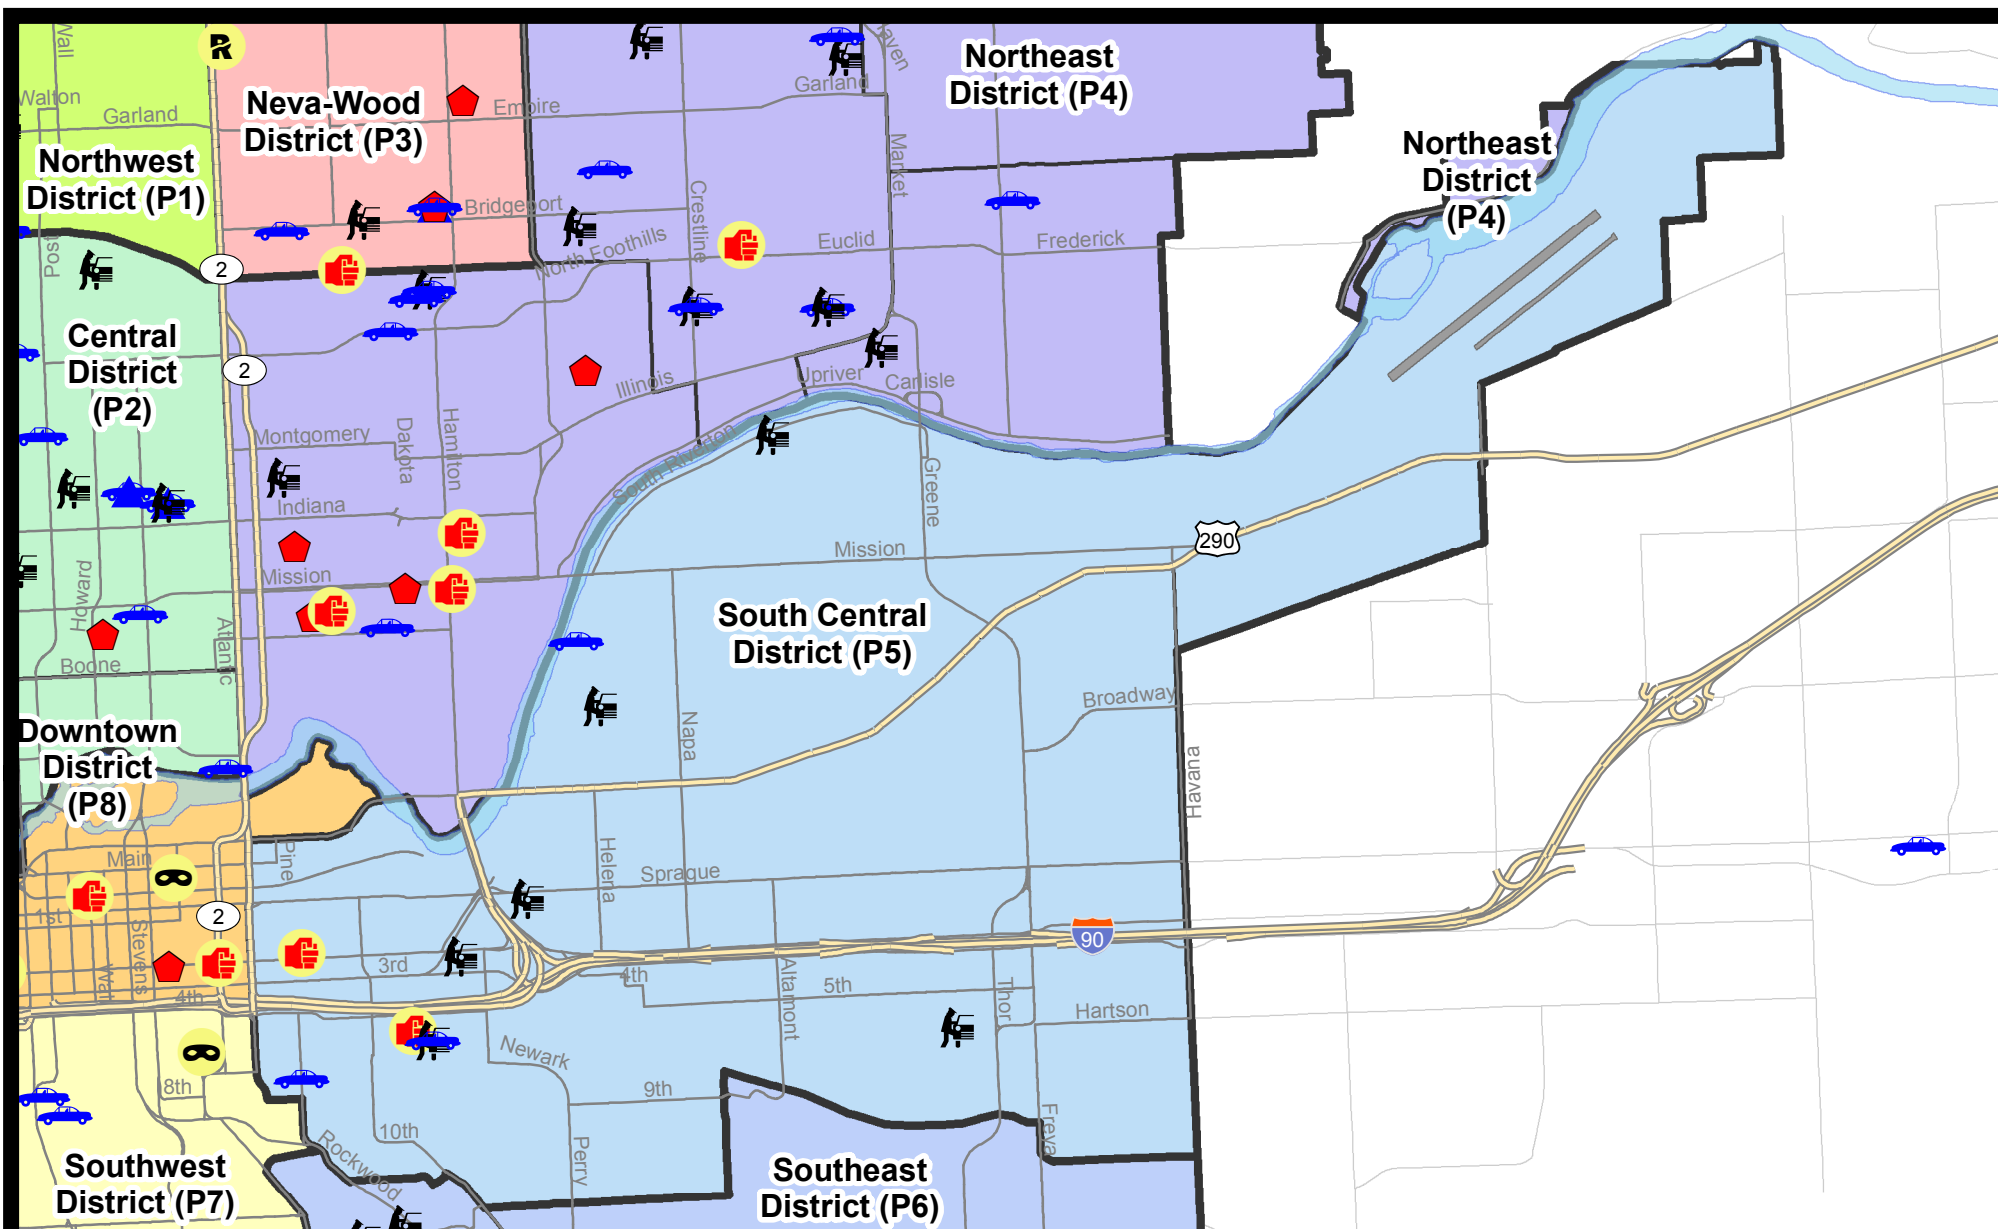 Wall
R
Haven
Northeast
District (P4)
Neva-Wood
District (P3)
Walton
Garland
Empire
Garland
Northwest
District (P1)
Market
Northeast
District
(P4)
Crestline
Bridgeport
Post
North Foothills
Euclid
Frederick
2
Central
District
(P2)
2
Illinois
Upriver
Carlisle
Montgomery
Dakota
Hamilton
South Riverton
Greene
Indiana
290
Mission
Mission
Howard
South Central
District (P5)
Atlantic
Boone
Broadway
Napa
Havana
Downtown
District
(P8)
Main
Pine
Helena
Sprague
1st
2
Stevens
90
3rd
Wall
4th
4th
5th
Altamont
Thor
Hartson
Newark
8th
9th
10th
Freya
Rockwood
Perry
Southwest
District (P7)
Southeast
District (P6)